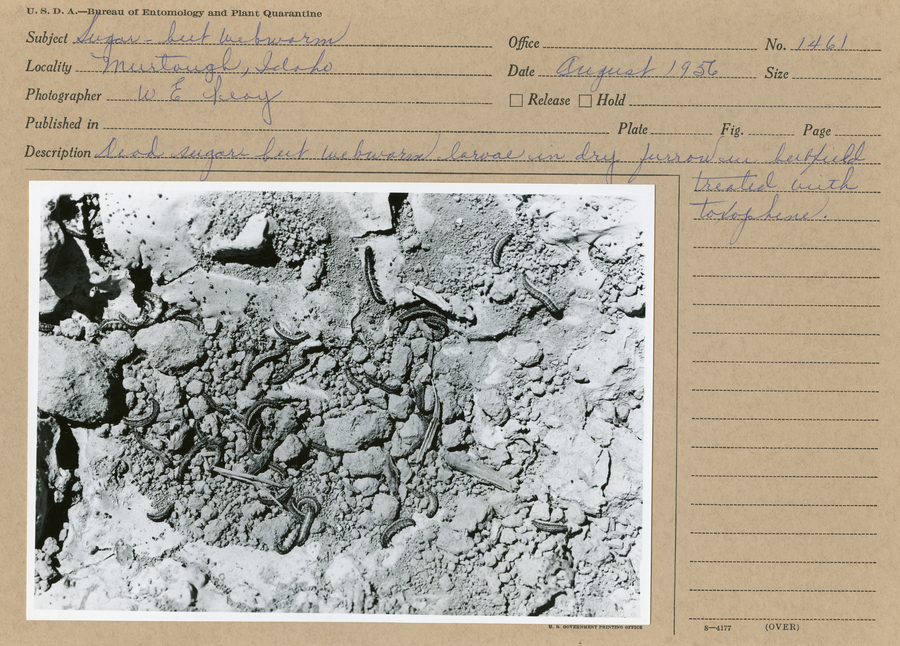 U. S. D. A.—Bureau of Entomology and Plant Quarantine
Subject Sugar-beet webworm Office No. 1461
Locality Murtaugh, Idaho Date August 1956 Size
Photographer W E Peay Release Hold
Published in Plate Fig. Page
Description Dead sugar beet webworm larvae in dry furrow in beetfield
treated with
toxaphene.
U. S. GOVERNMENT PRINTING OFFICE
8—4177 (OVER)